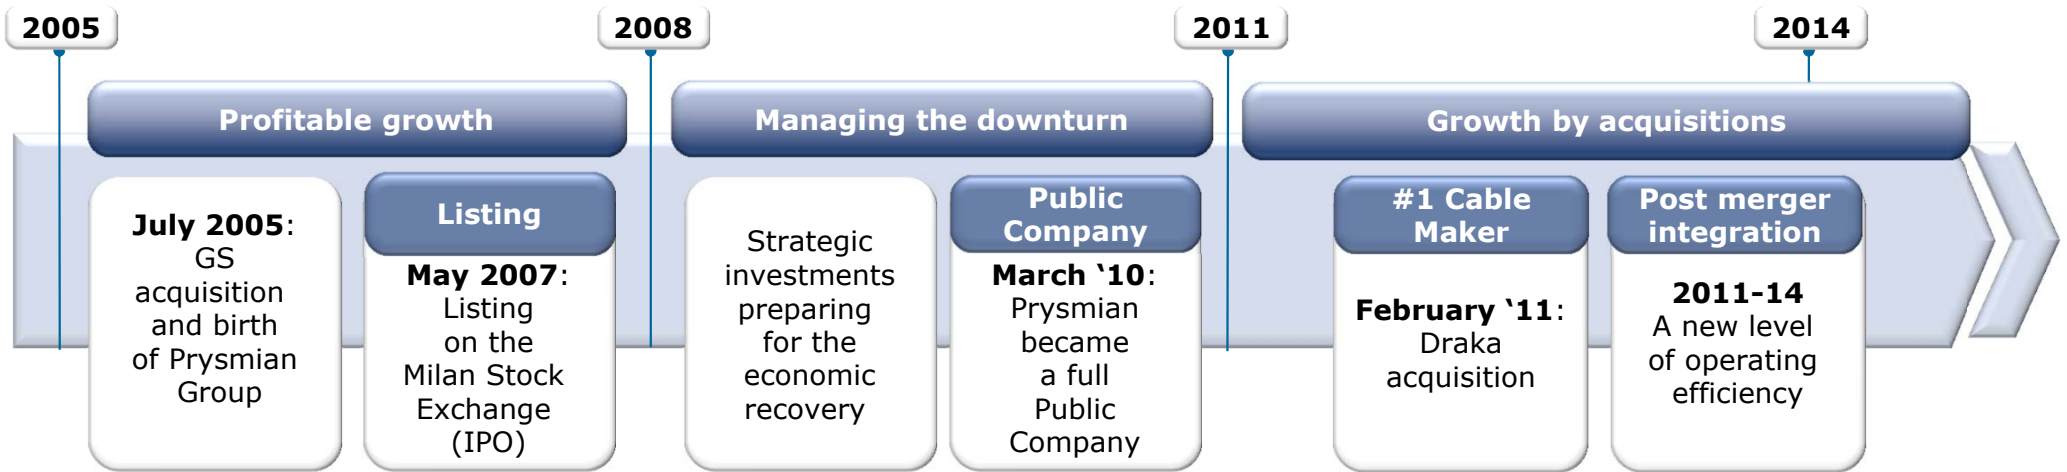 2005
2008
2011
2014
Profitable growth
Managing the downturn
Growth by acquisitions
July 2005:
GS
acquisition
and birth
of Prysmian
Group
Listing
May 2007:
Listing
on the
Milan Stock
Exchange
(IPO)
Strategic
investments
preparing
for the
economic
recovery
Public
Company
March ‘10:
Prysmian
became
a full
Public
Company
#1 Cable
Maker
February ‘11:
Draka
acquisition
Post merger
integration
2011-14
A new level
of operating
efficiency